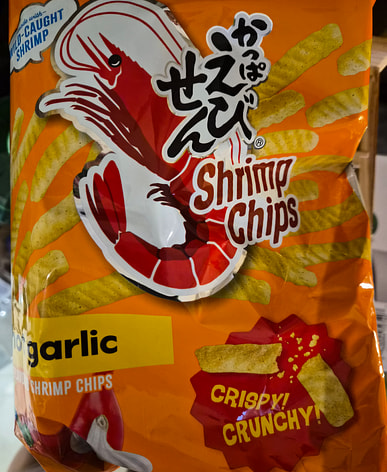 WILD-CAUGHT
SHRIMP
かっぱ
えび
せん
®
Shrimp
Chips
garlic
SHRIMP CHIPS
CRISPY!
CRUNCHY!